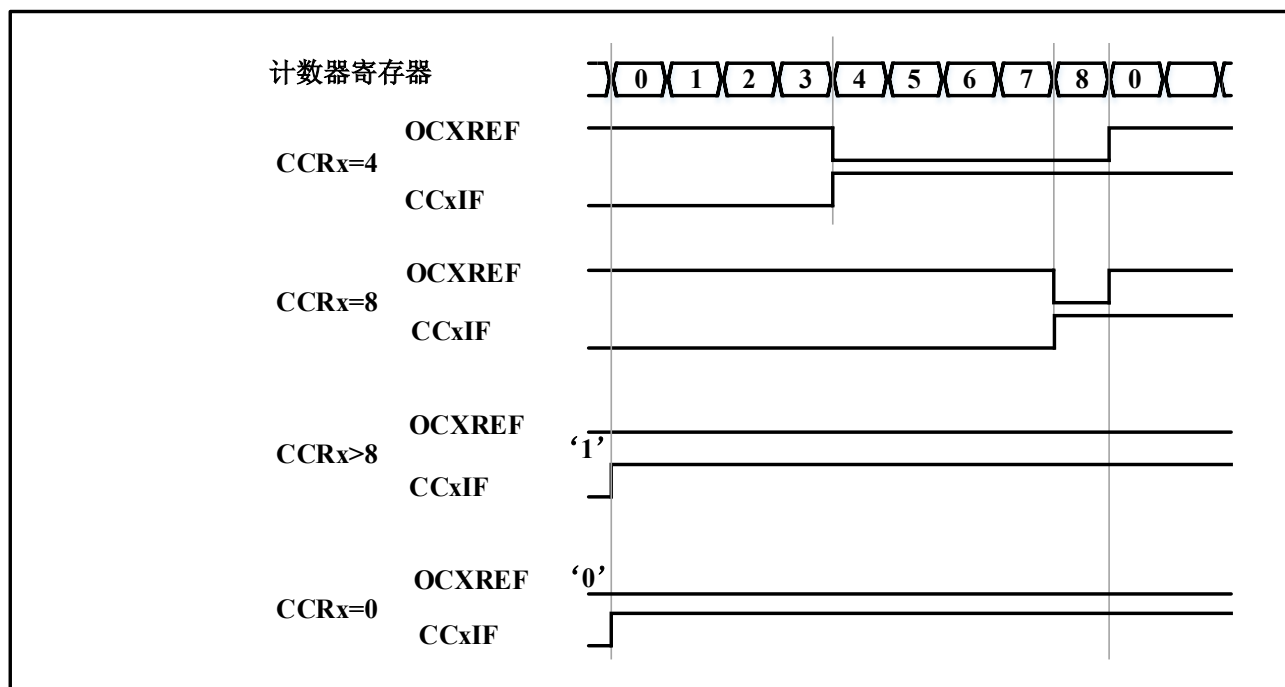 计数器寄存器 0 1 2 3 4 5 6 7 8 0
OCXREF
CCRx=4
CCxIF
OCXREF
CCRx=8
CCxIF
OCXREF
CCRx>8 ‘1’
CCxIF
OCXREF ‘0’
CCRx=0
CCxIF